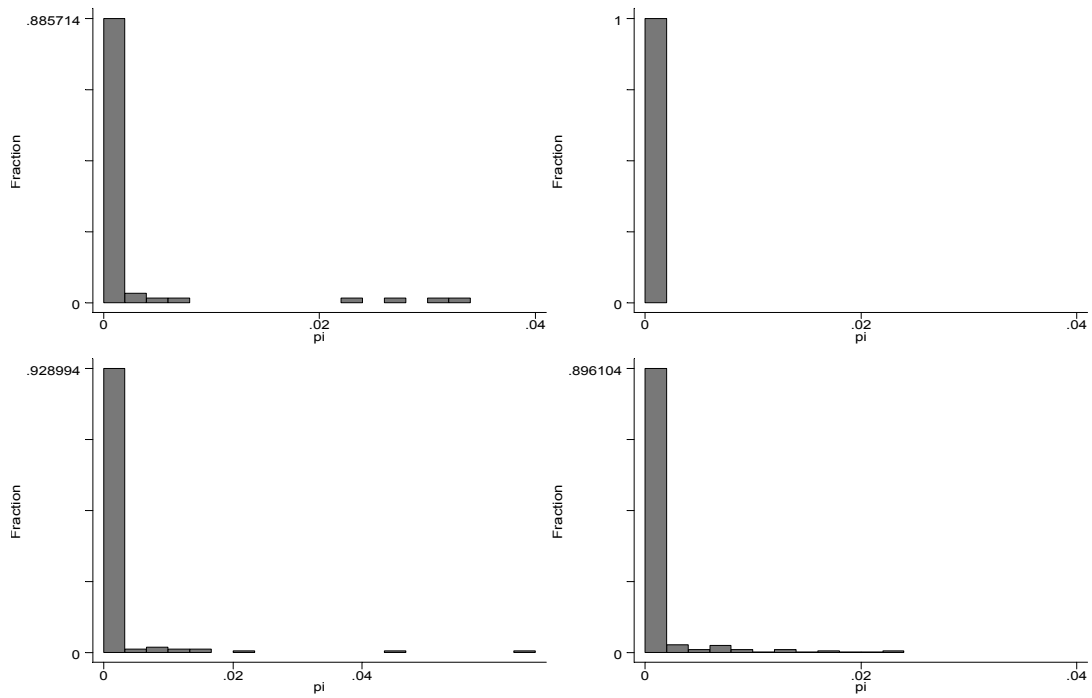 .885714
Fraction
0
0
.02
.04
pi
1
Fraction
0
0
.02
.04
pi
.928994
Fraction
0
0
.02
.04
pi
.896104
Fraction
0
0
.02
.04
pi